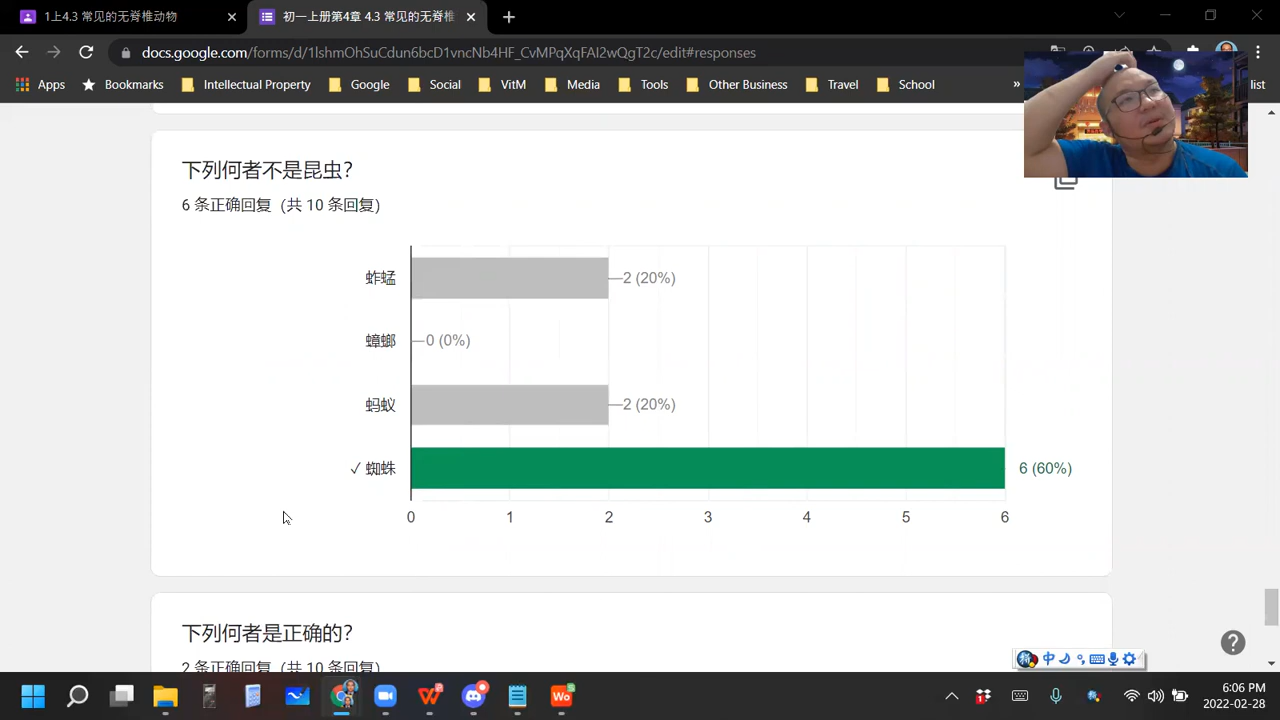 1上4.3 常见的无脊椎动物
初一上册第4章 4.3 常见的无脊椎
docs.google.com/forms/d/1lshmOhSuCdun6bcD1yncNb4HF_CyMPqXgFAI2wQgT2c/edit#responses
Apps Bookmarks Intellectual Property Google Social VitM Media Tools Other Business Travel School » list
下列何者不是昆虫?
6 条正确回复（共 10 条回复)
蚱蜢 2 (20%)
蟑螂 0 (0%)
蚂蚁 2 (20%)
✓ 蜘蛛 6 (60%)
0 1 2 3 4 5 6
下列何者是正确的?
2 条正确回复（共 10 条回复)
中
6:06 PM
2022-02-28